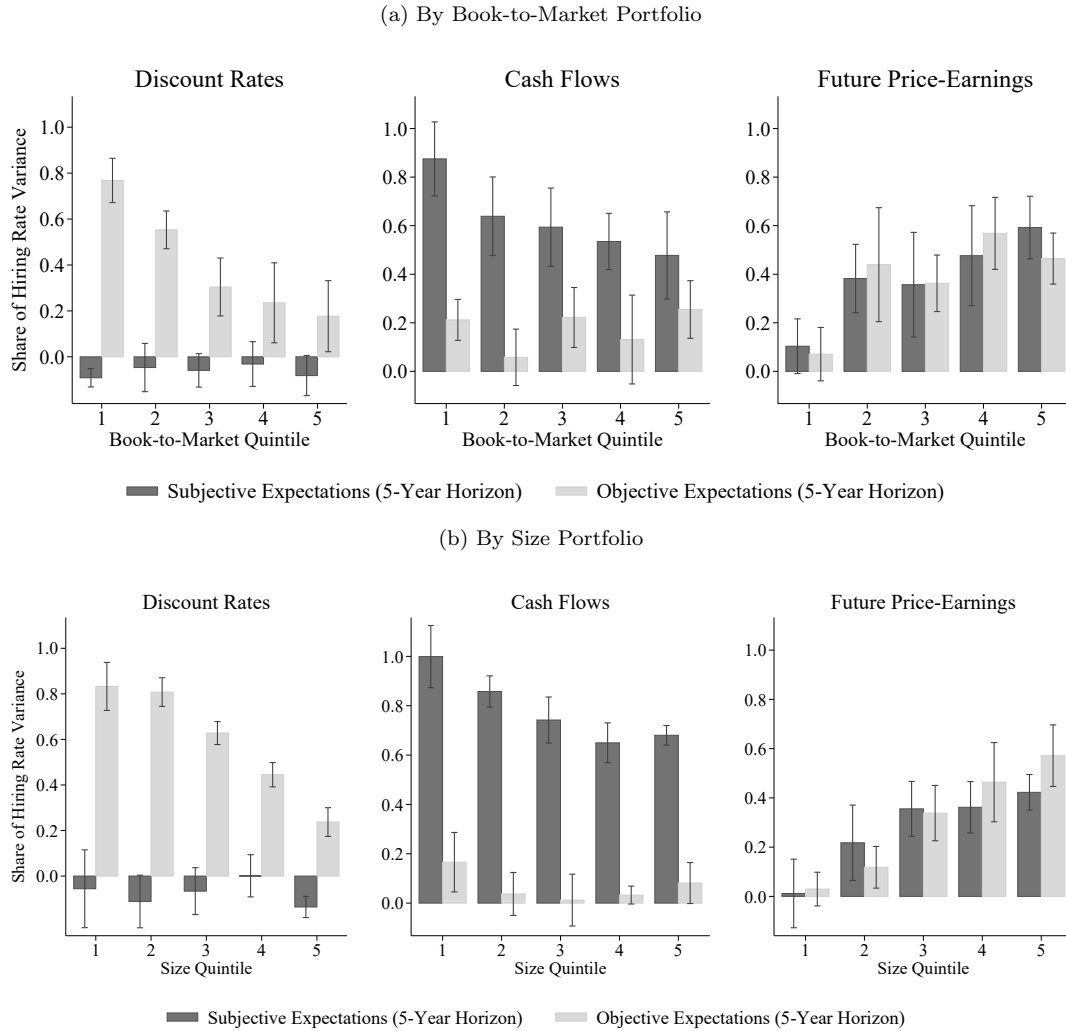 (a) By Book-to-Market Portfolio
Discount Rates Cash Flows Future Price-Earnings
Share of Hiring Rate Variance
1.0 1.0 1.0
0.8 0.8 0.8
0.6 0.6 0.6
0.4 0.4 0.4
0.2 0.2 0.2
0.0 0.0 0.0
1 2 3 4 5 1 2 3 4 5 1 2 3 4 5
Book-to-Market Quintile Book-to-Market Quintile Book-to-Market Quintile
Subjective Expectations (5-Year Horizon) Objective Expectations (5-Year Horizon)
(b) By Size Portfolio
Discount Rates Cash Flows Future Price-Earnings
Share of Hiring Rate Variance
1.0 1.0 1.0
0.8 0.8 0.8
0.6 0.6 0.6
0.4 0.4 0.4
0.2 0.2 0.2
0.0 0.0 0.0
1 2 3 4 5 1 2 3 4 5 1 2 3 4 5
Size Quintile Size Quintile Size Quintile
Subjective Expectations (5-Year Horizon) Objective Expectations (5-Year Horizon)